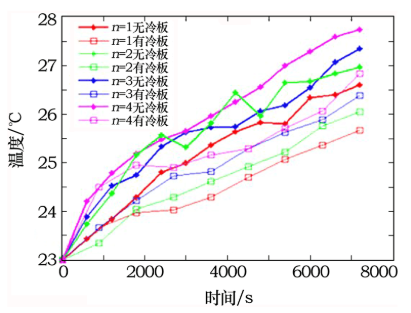 28
27
26
25
24
23
温度/℃
n=1无冷板
n=1有冷板
n=2无冷板
n=2有冷板
n=3无冷板
n=3有冷板
n=4无冷板
n=4有冷板
0 2000 4000 6000 8000
时间/s